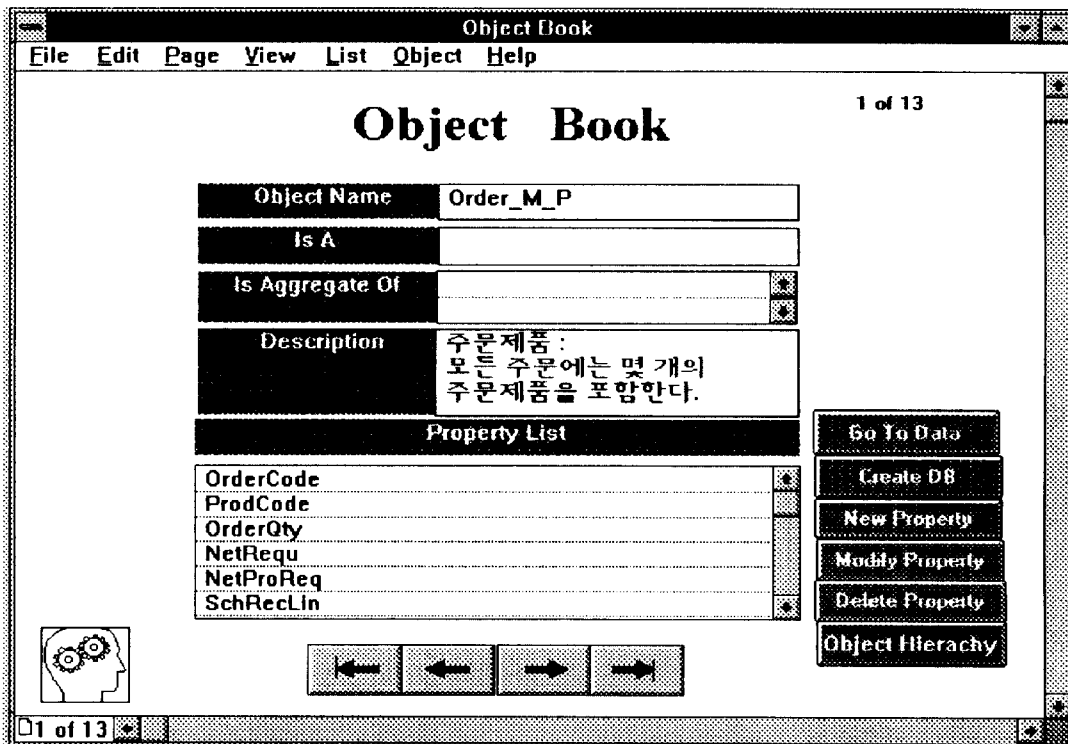 Object Book
File Edit Page View List Object Help
1 of 13
Object Book
Object Name Order_M_P
Is A
Is Aggregate Of
Description 주문제품 :
모든 주문에는 몇 개의
주문제품을 포함한다.
Property List
OrderCode
ProdCode
OrderQty
NetRequ
NetProReq
SchRecLin
Go To Data
Create DB
New Property
Modify Property
Delete Property
Object Hierachy
1 of 13